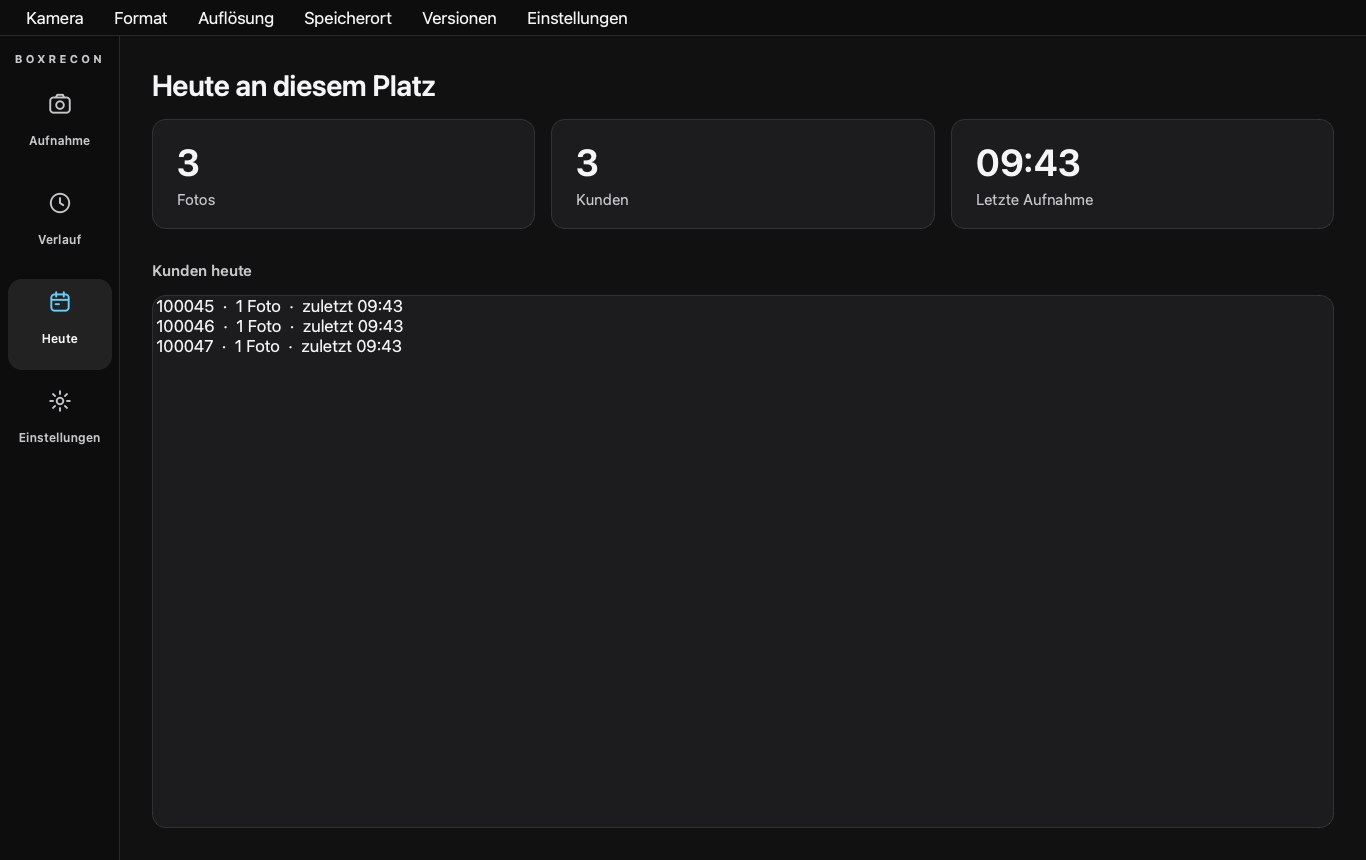 Kamera Format Auflösung Speicherort Versionen Einstellungen
BOXRECON
Aufnahme
Verlauf
Heute
Einstellungen
Heute an diesem Platz
3
Fotos
3
Kunden
09:43
Letzte Aufnahme
Kunden heute
100045 · 1 Foto · zuletzt 09:43
100046 · 1 Foto · zuletzt 09:43
100047 · 1 Foto · zuletzt 09:43